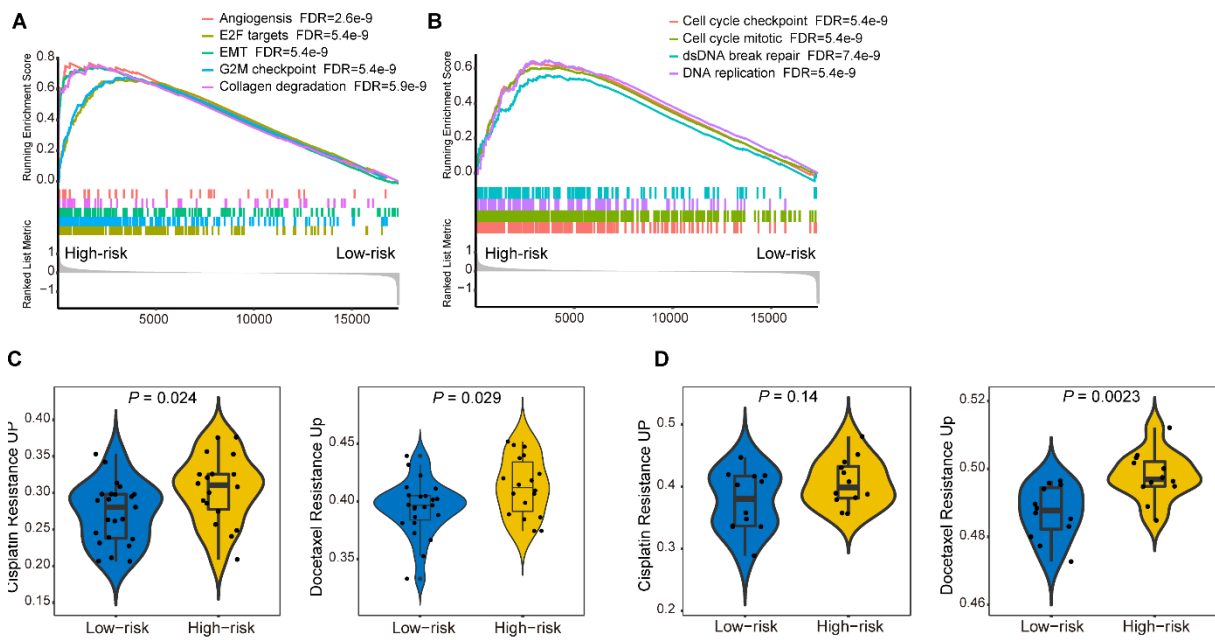 A
Angiogensis FDR=2.6e-9
E2F targets FDR=5.4e-9
EMT FDR=5.4e-9
G2M checkpoint FDR=5.4e-9
Collagen degradation FDR=5.9e-9
Running Enrichment Score
0.8
0.6
0.4
0.2
0.0
Ranked List Metric
High-risk
Low-risk
1
0
−1
5000
10000
15000
B
Cell cycle checkpoint FDR=5.4e-9
Cell cycle mitotic FDR=5.4e-9
dsDNA break repair FDR=7.4e-9
DNA replication FDR=5.4e-9
Running Enrichment Score
0.6
0.4
0.2
0.0
Ranked List Metric
High-risk
Low-risk
1
0
−1
5000
10000
15000
C
P = 0.024
Cisplatin Resistance UP
0.40
0.35
0.30
0.25
0.20
0.15
Low−risk
High−risk
P = 0.029
Docetaxel Resistance Up
0.45
0.40
0.35
Low−risk
High−risk
D
P = 0.14
Cisplatin Resistance UP
0.5
0.4
0.3
0.2
Low−risk
High−risk
P = 0.0023
Docetaxel Resistance Up
0.50
0.48
0.46
Low−risk
High−risk